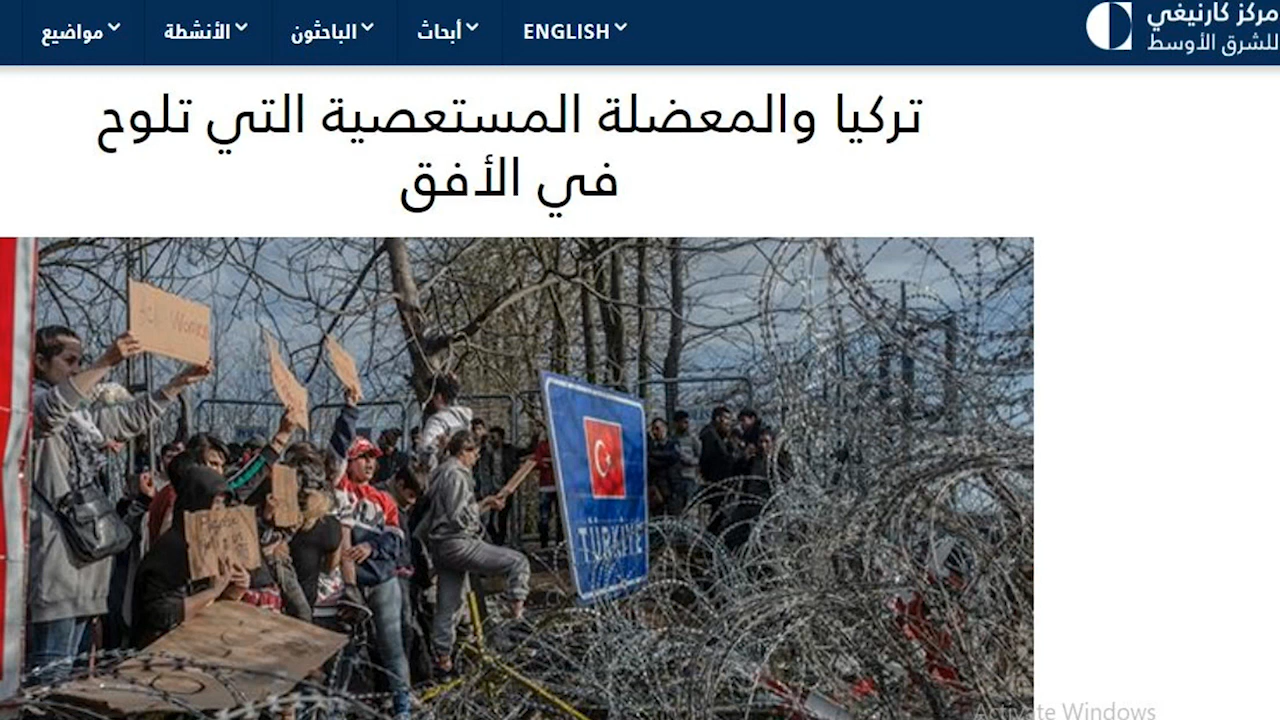 مركز كارنيغي
للشرق الأوسط
ENGLISH
أبحاث
الباحثون
الأنشطة
مواضيع
تركيا والمعضلة المستعصية التي تلوح
في الأفق
Women
TÜRKİYE
Activate Windows